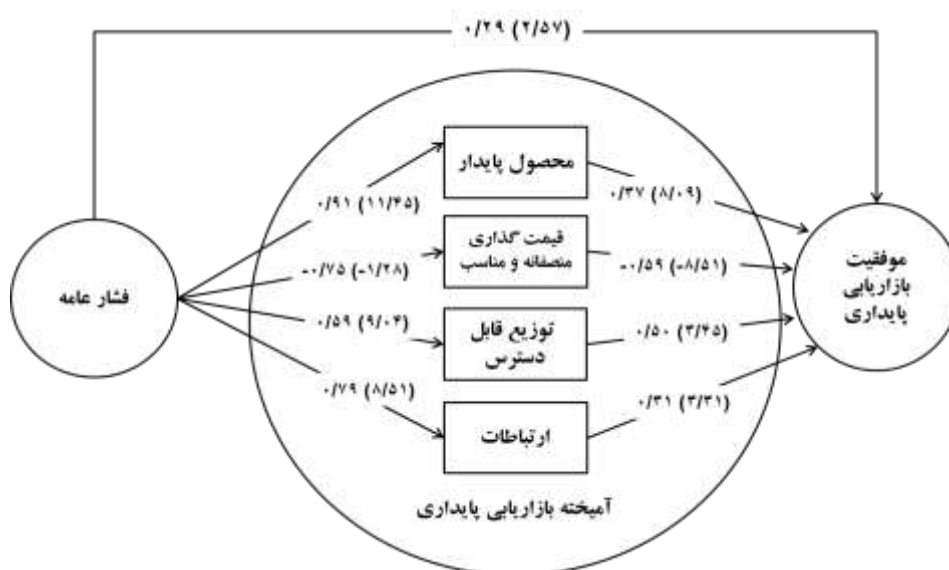 ۰/۲۹ (۲/۵۷)
محصول پایدار
۰/۹۱ (۱۱/۴۵)
۰/۳۷ (۸/۰۹)
قیمت گذاری
منصفانه و مناسب
-۰/۷۵ (-۱/۲۸)
-۰/۵۹ (-۸/۵۱)
موفقیت
بازاریابی
پایداری
فشار عامه
توزیع قابل
دسترس
۰/۵۹ (۹/۰۴)
۰/۵۰ (۳/۴۵)
۰/۷۹ (۸/۵۱)
۰/۳۱ (۳/۳۱)
ارتباطات
آمیخته بازاریابی پایداری